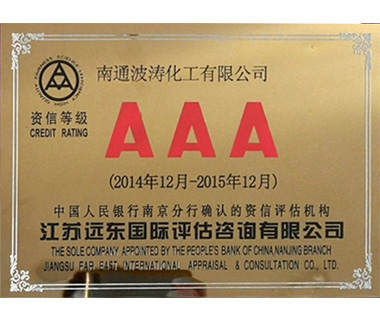 南通波涛化工有限公司
资信等级
CREDIT RATING
AAA
(2014年12月-2015年12月)
中国人民银行南京分行确认的资信评估机构
江苏远东国际评估咨询有限公司
THE SOLE COMPANY APPOINTED BY THE PEOPLE'S BANK OF CHINA,NANJING BRANCH
JIANGSU FAR EAST INTERNATIONAL APPRAISAL & CONSULTATION CO., LTD.